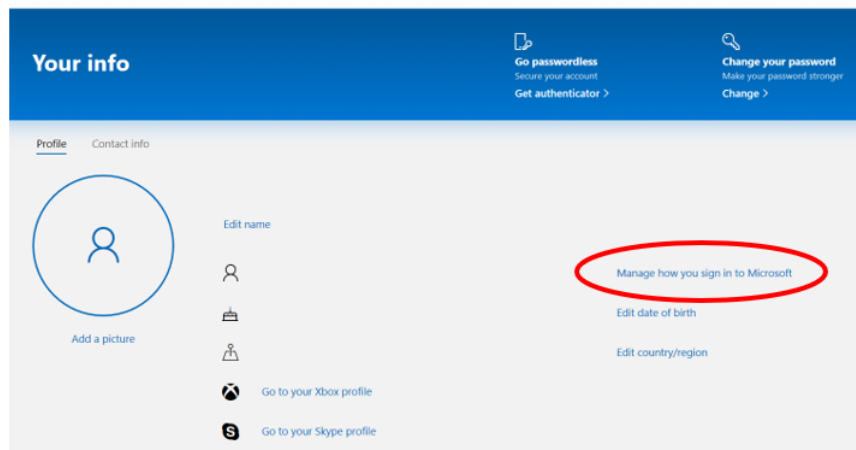 Your info
Go passwordless
Secure your account
Get authenticator >
Change your password
Make your password stronger
Change >
Profile
Contact info
Add a picture
Edit name
Manage how you sign in to Microsoft
Edit date of birth
Edit country/region
Go to your Xbox profile
Go to your Skype profile